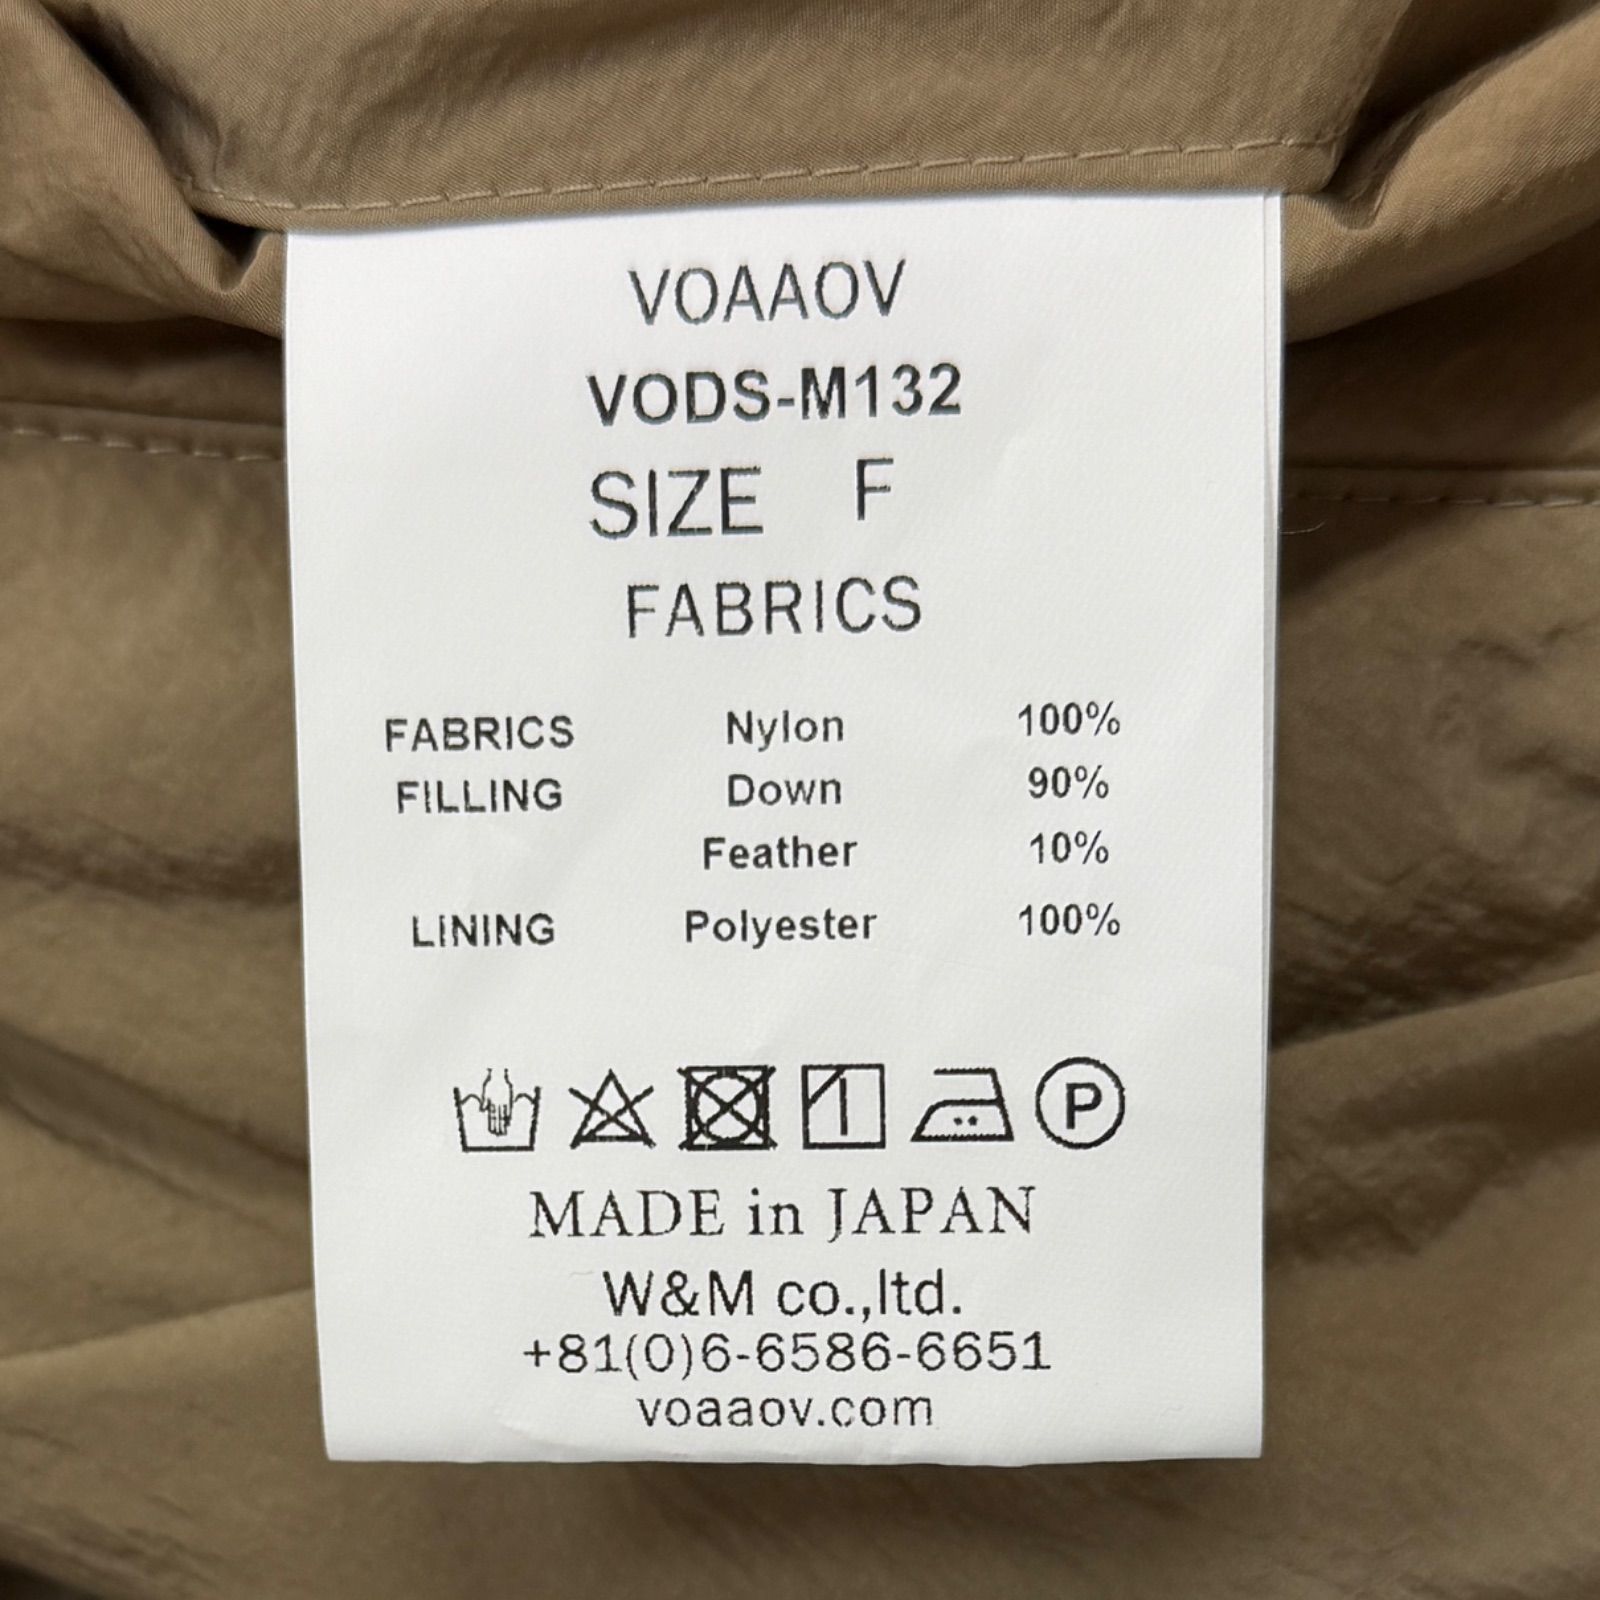 VOAAOV
VODS-M132
SIZE F
FABRICS
FABRICS Nylon 100%
FILLING Down 90%
Feather 10%
LINING Polyester 100%
P
MADE in JAPAN
W&M co.,ltd.
+81(0)6-6586-6651
voaaov.com